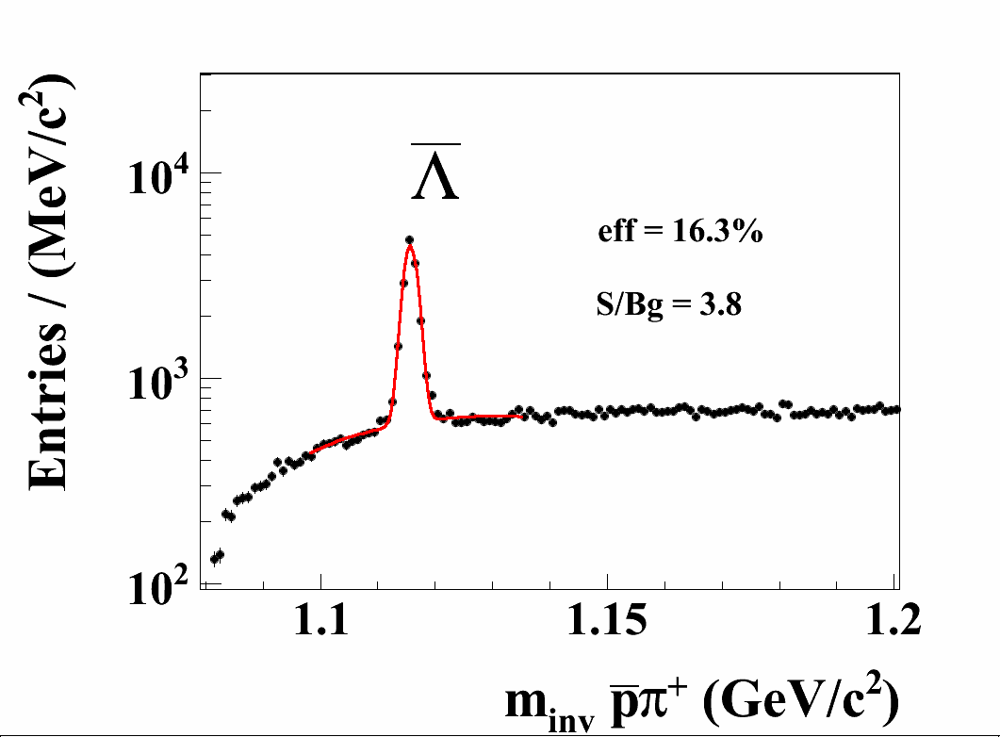 Entries / (MeV/c²)
10⁴
10³
10²
Λ̅
eff = 16.3%
S/Bg = 3.8
1.1 1.15 1.2
m_inv p̅π⁺ (GeV/c²)